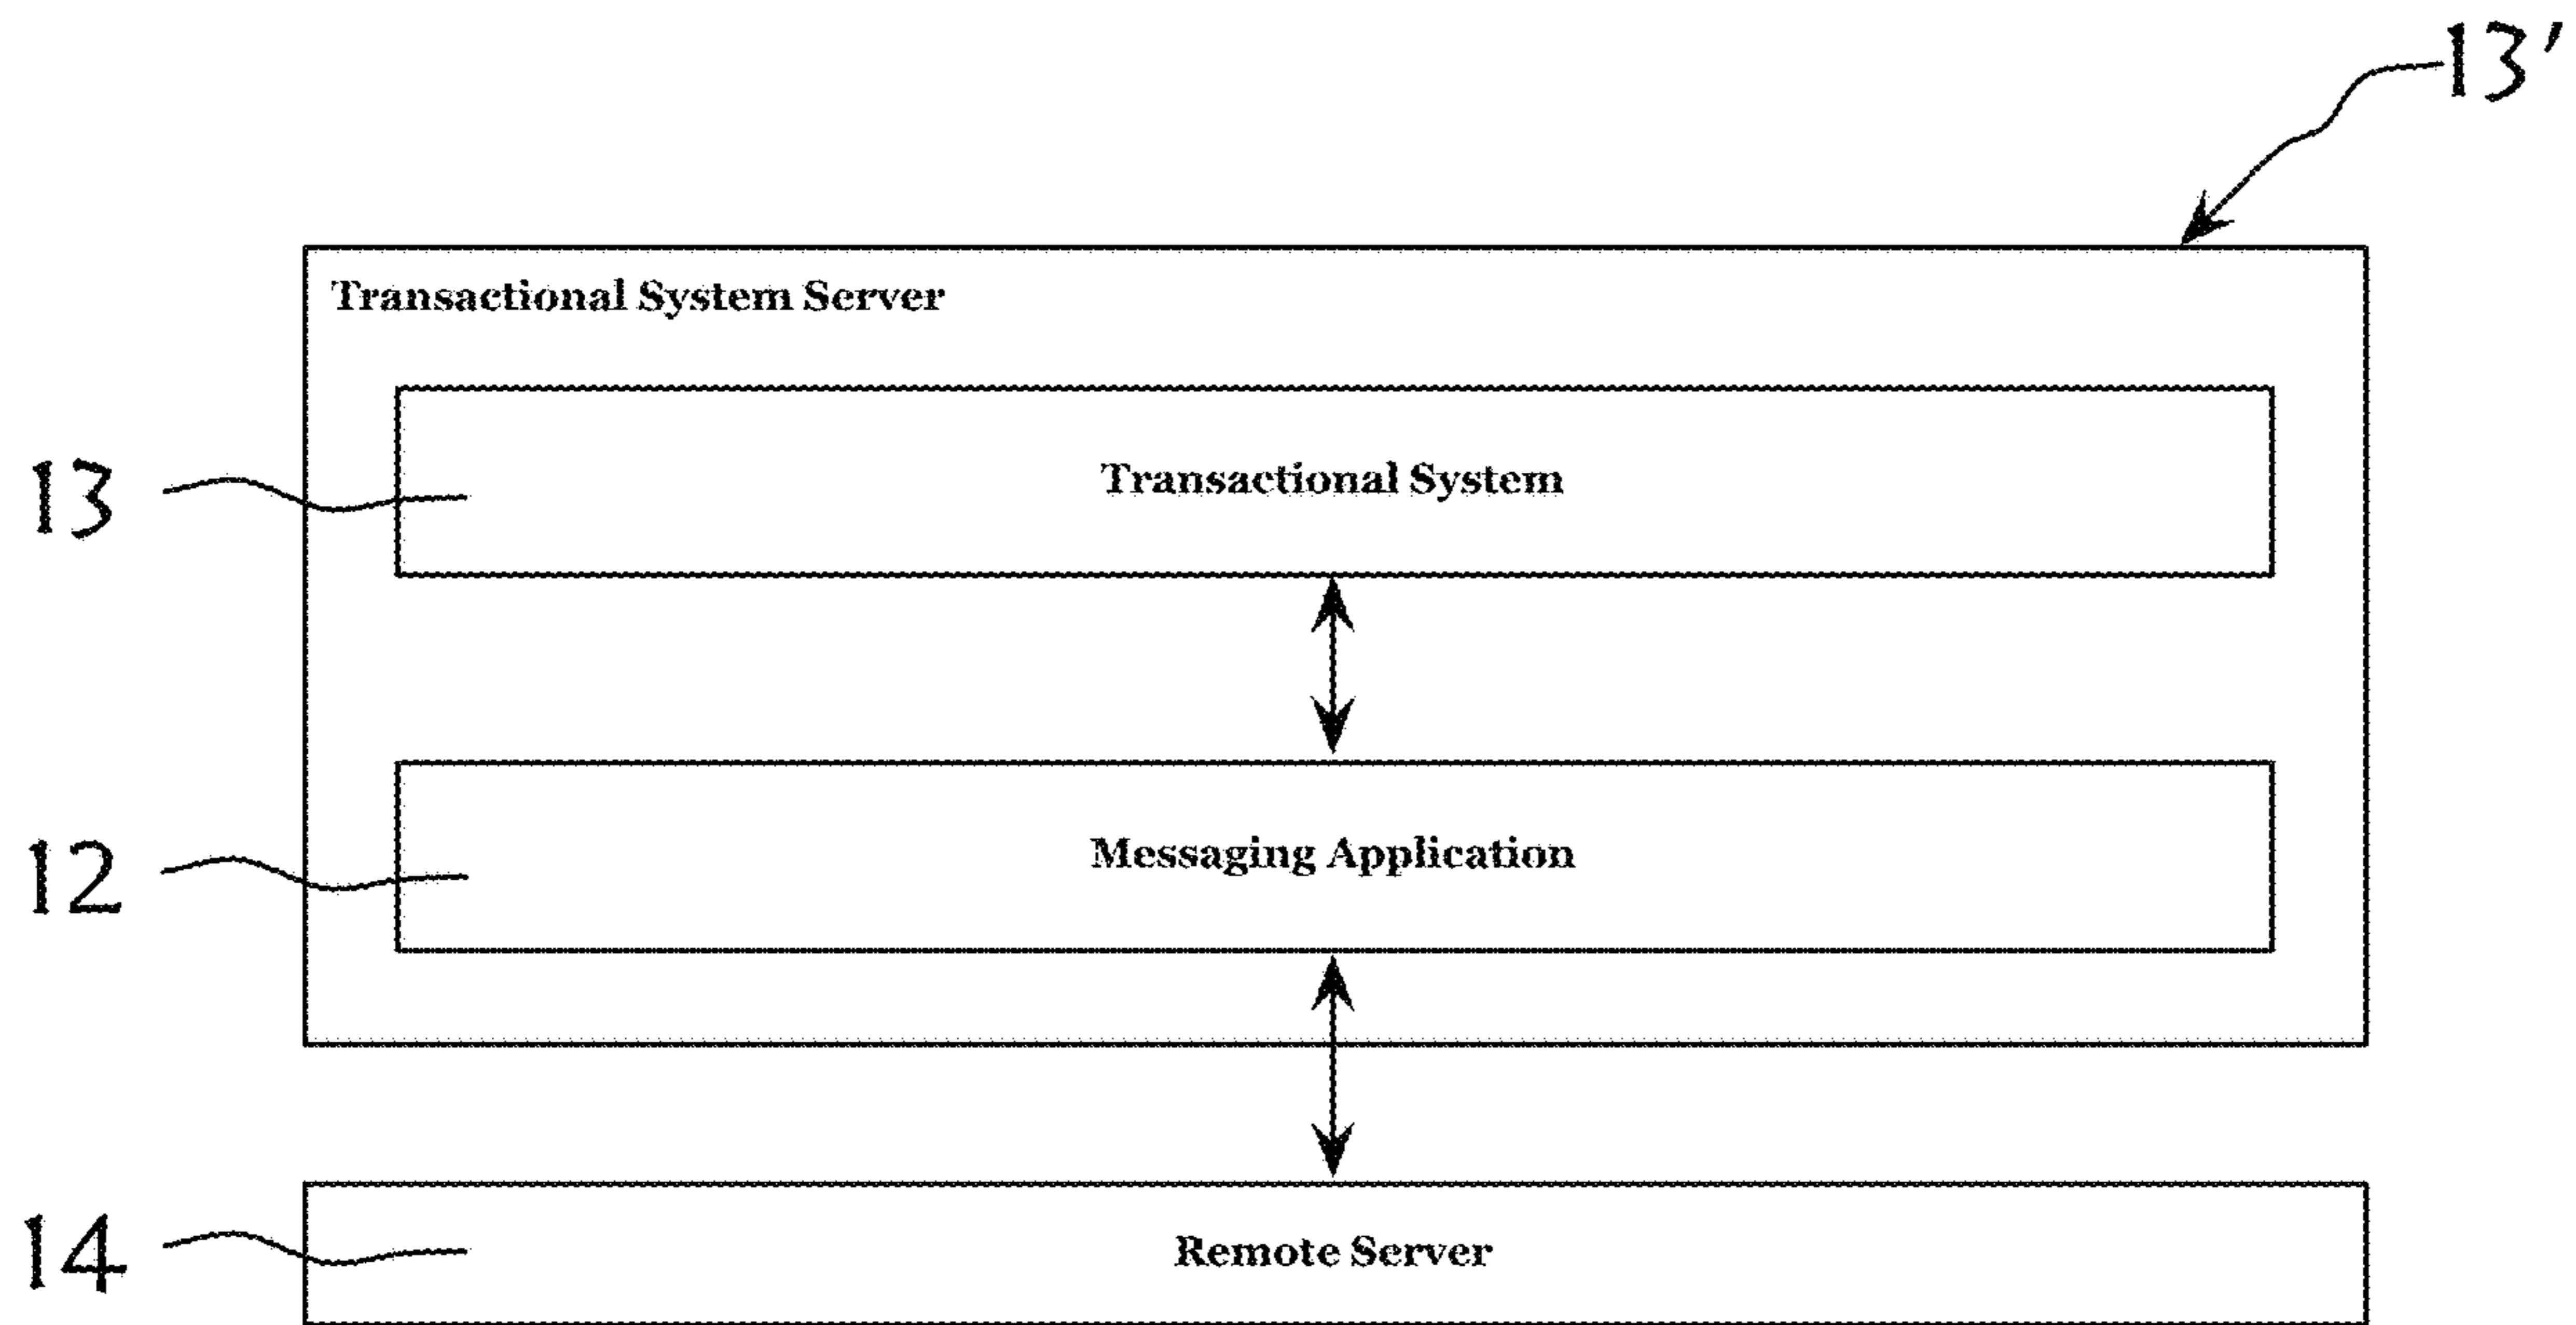 13'
Transactional System Server
13
Transactional System
12
Messaging Application
14
Remote Server